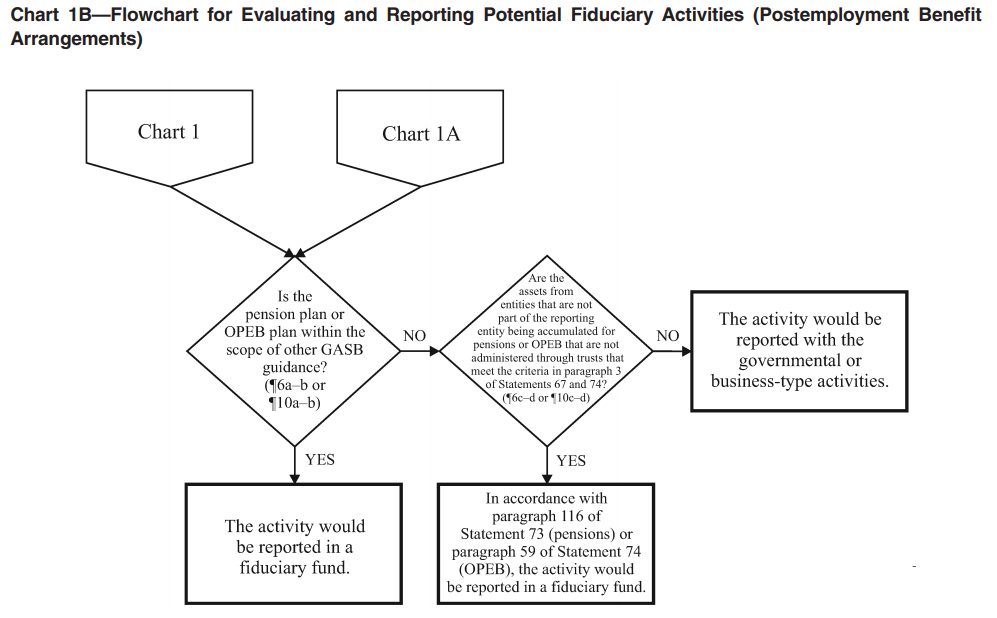 Chart 1B—Flowchart for Evaluating and Reporting Potential Fiduciary Activities (Postemployment Benefit
Arrangements)
Chart 1
Chart 1A
Is the
pension plan or
OPEB plan within the
scope of other GASB
guidance?
(¶6a–b or
¶10a–b)
NO
Are the
assets from
entities that are not
part of the reporting
entity being accumulated for
pensions or OPEB that are not
administered through trusts that
meet the criteria in paragraph 3
of Statements 67 and 74?
(¶6c–d or ¶10c–d)
NO
The activity would be
reported with the
governmental or
business-type activities.
YES
YES
The activity would
be reported in a
fiduciary fund.
In accordance with
paragraph 116 of
Statement 73 (pensions) or
paragraph 59 of Statement 74
(OPEB), the activity would
be reported in a fiduciary fund.